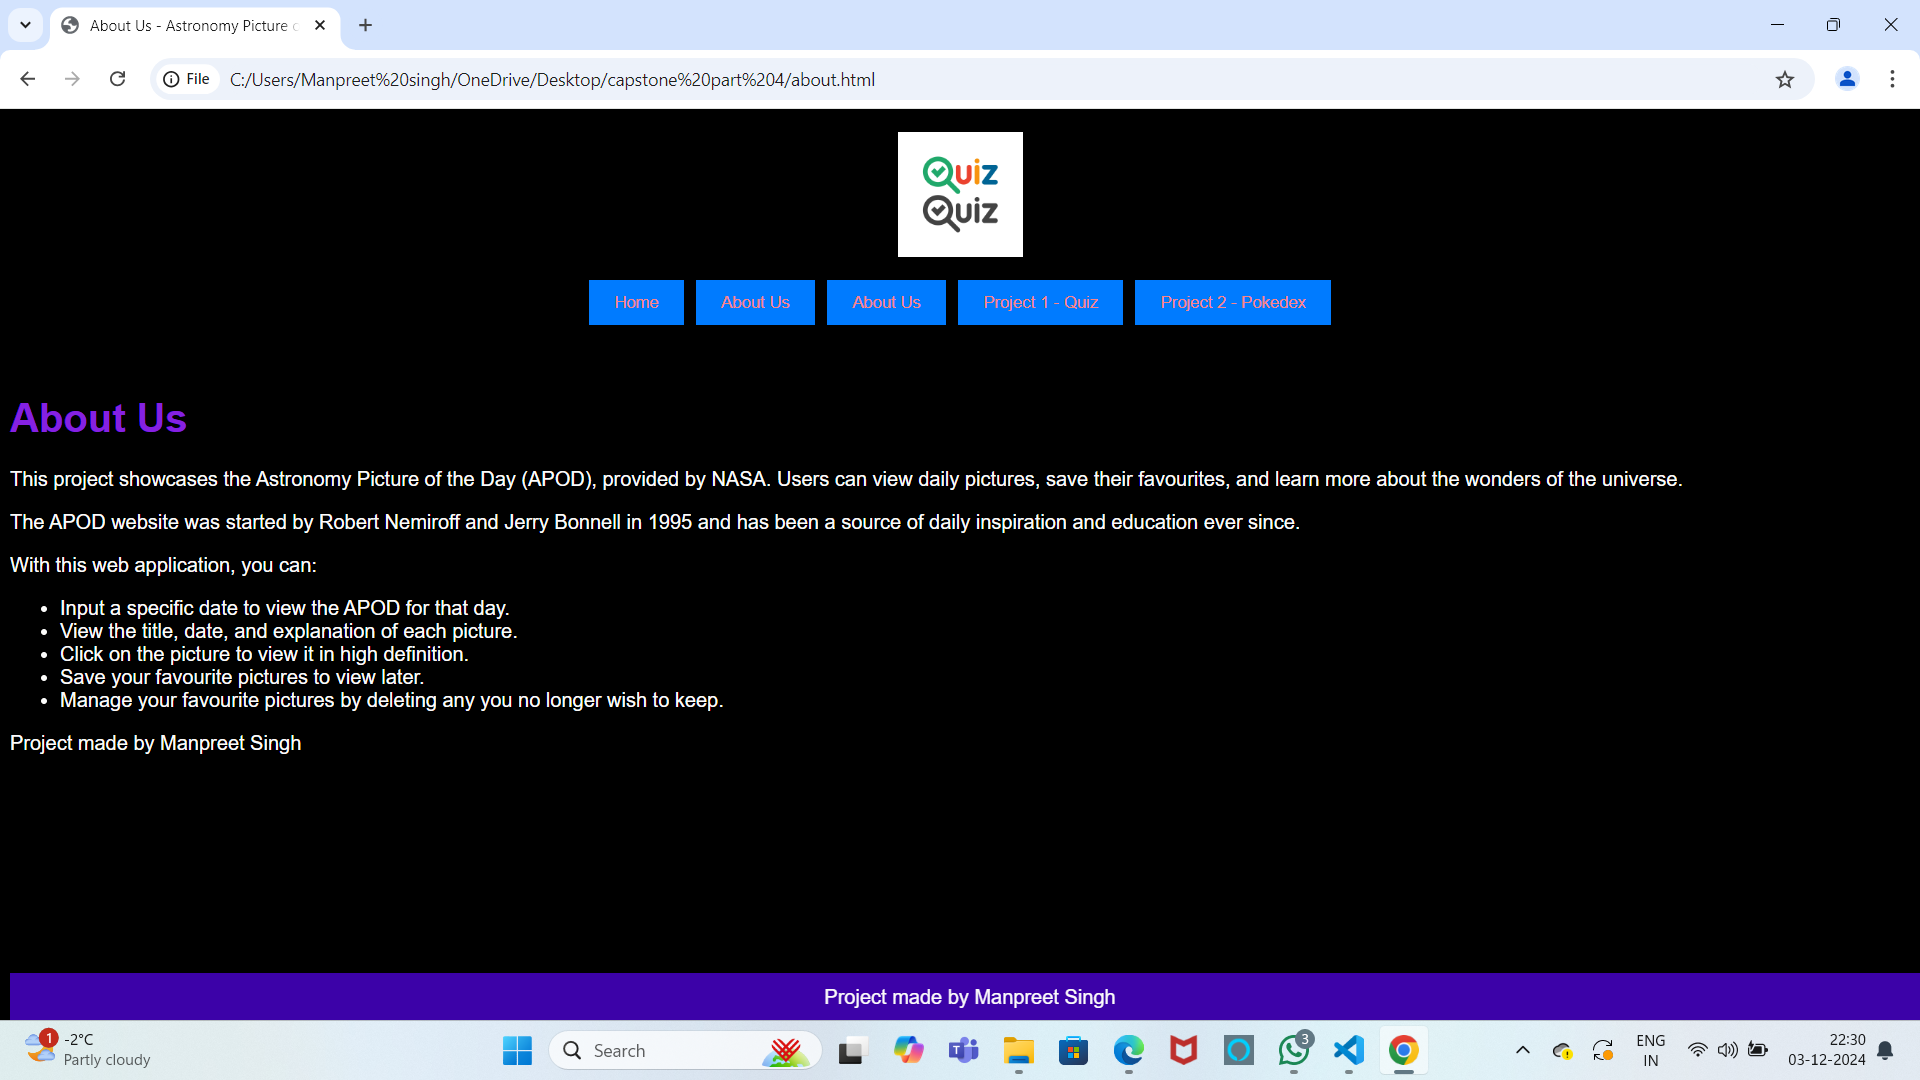 About Us - Astronomy Picture o
File
C:/Users/Manpreet%20singh/OneDrive/Desktop/capstone%20part%204/about.html
Quiz
Quiz
Home
About Us
About Us
Project 1 - Quiz
Project 2 - Pokedex
About Us
This project showcases the Astronomy Picture of the Day (APOD), provided by NASA. Users can view daily pictures, save their favourites, and learn more about the wonders of the universe.
The APOD website was started by Robert Nemiroff and Jerry Bonnell in 1995 and has been a source of daily inspiration and education ever since.
With this web application, you can:
• Input a specific date to view the APOD for that day.
• View the title, date, and explanation of each picture.
• Click on the picture to view it in high definition.
• Save your favourite pictures to view later.
• Manage your favourite pictures by deleting any you no longer wish to keep.
Project made by Manpreet Singh
Project made by Manpreet Singh
1
-2°C
Partly cloudy
Search
3
ENG
IN
22:30
03-12-2024